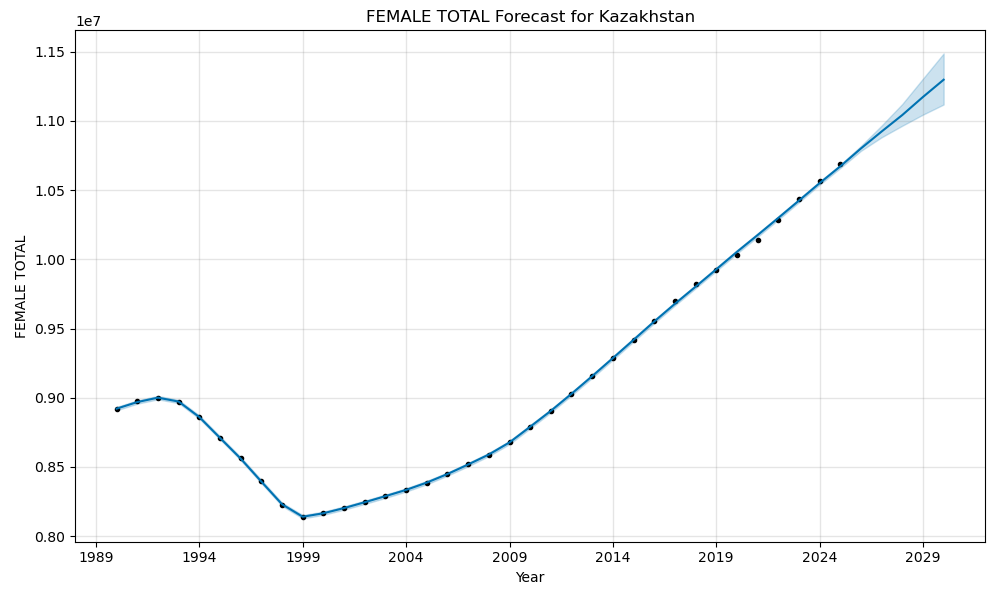 FEMALE TOTAL Forecast for Kazakhstan
1e7
1.15
1.10
1.05
1.00
0.95
0.90
0.85
0.80
FEMALE TOTAL
1989 1994 1999 2004 2009 2014 2019 2024 2029
Year